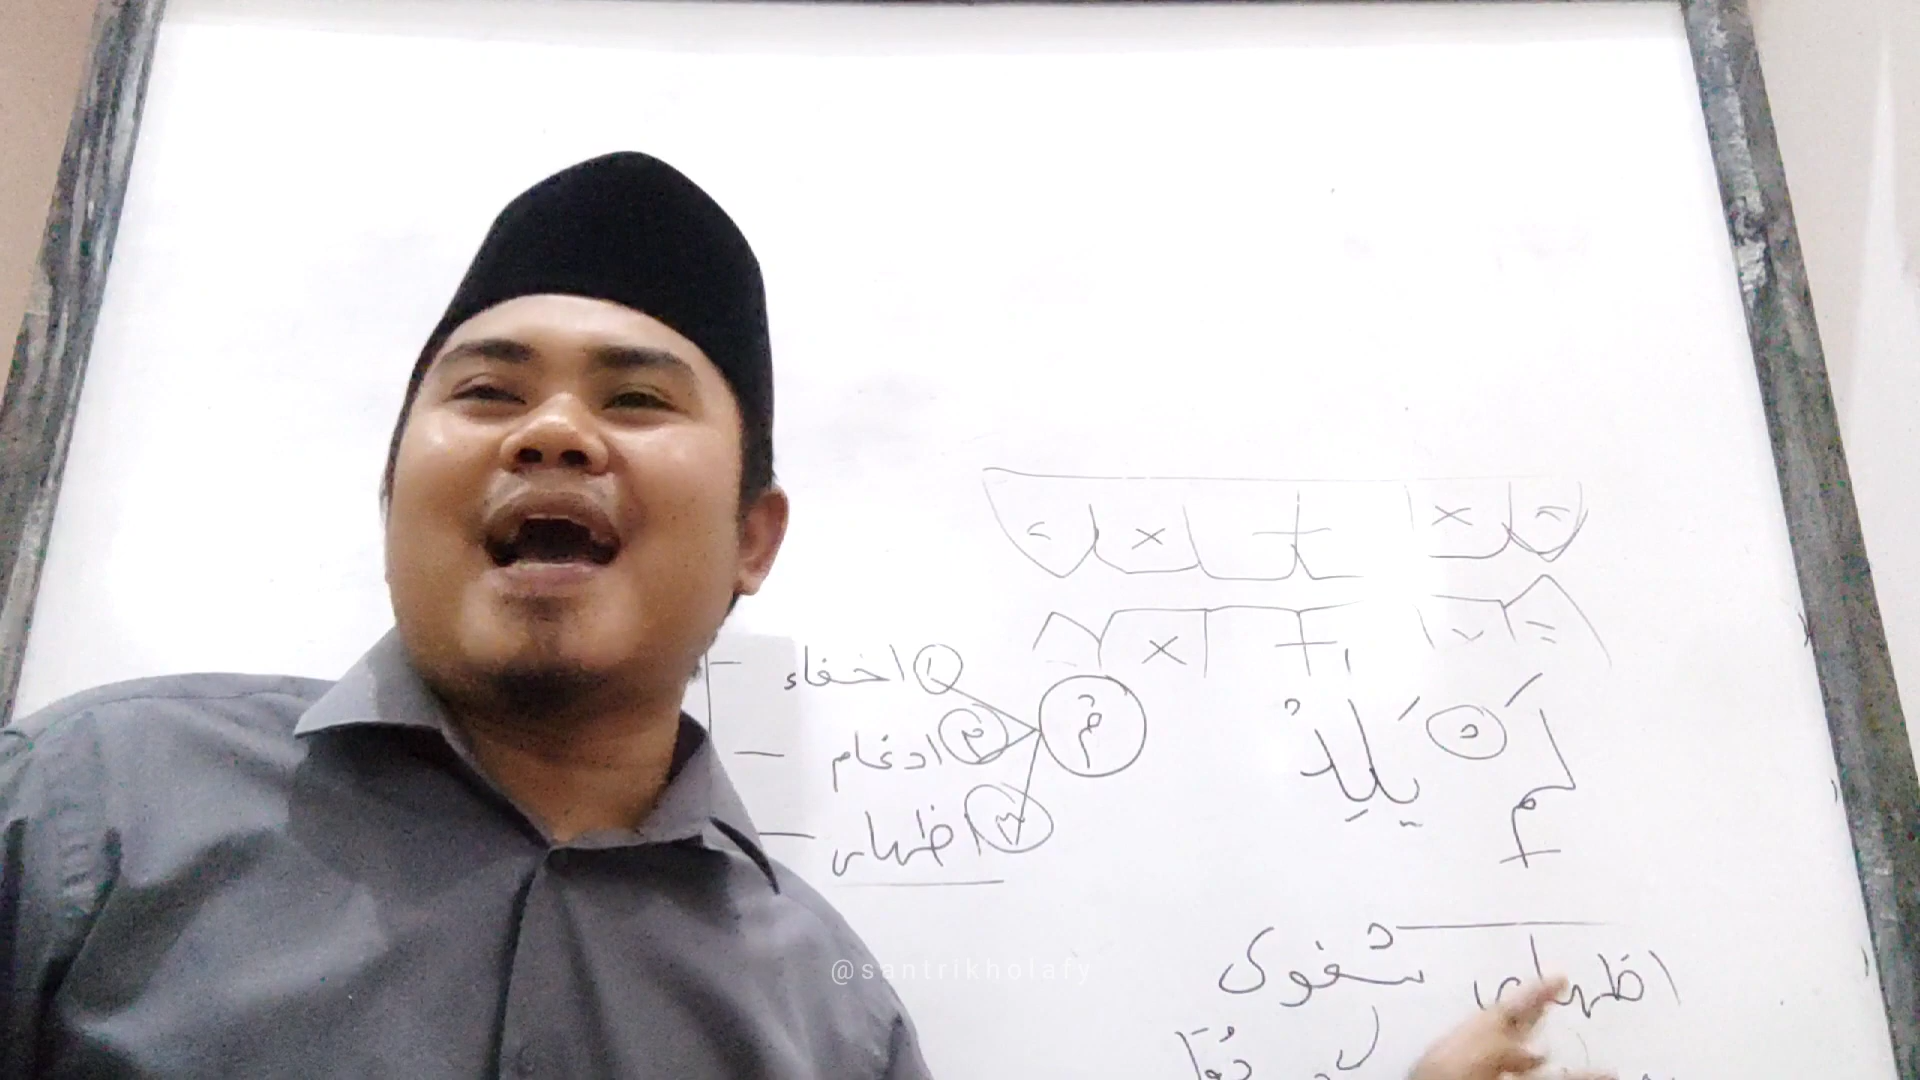 ١ اخفاء
مْ
٢ ادغام
٣ اظهار
لَمْ يَلِدْ
م
اظهار شفوى
@santrikholafy